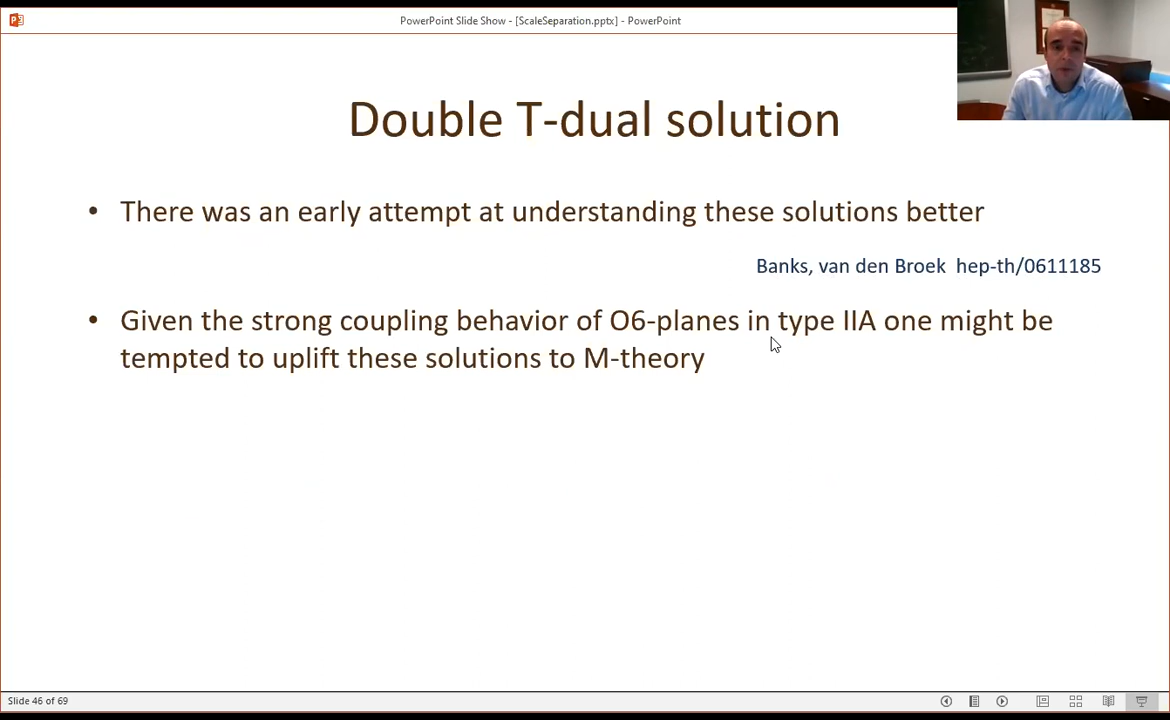 PowerPoint Slide Show - [ScaleSeparation.pptx] - PowerPoint
Double T-dual solution
• There was an early attempt at understanding these solutions better
Banks, van den Broek hep-th/0611185
• Given the strong coupling behavior of O6-planes in type IIA one might be
tempted to uplift these solutions to M-theory
Slide 46 of 69